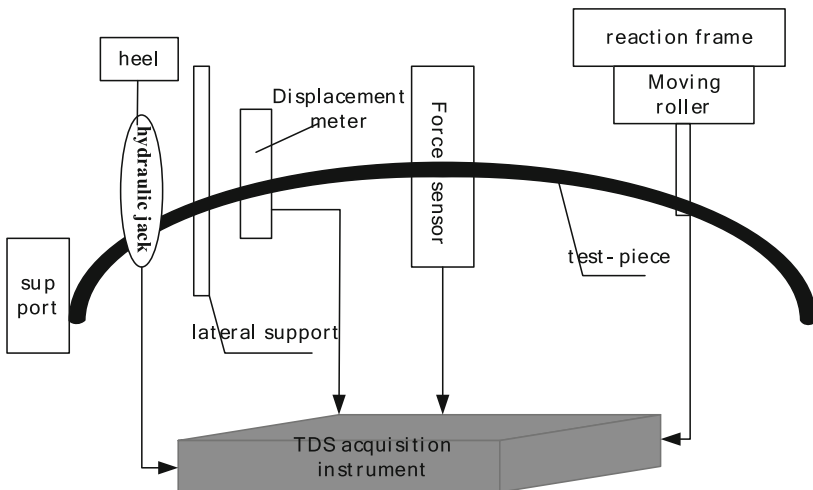 heel
reaction frame
Moving
roller
Displacement
meter
Force
sensor
hydraulic jack
sup
port
test-piece
lateral support
TDS acquisition
instrument